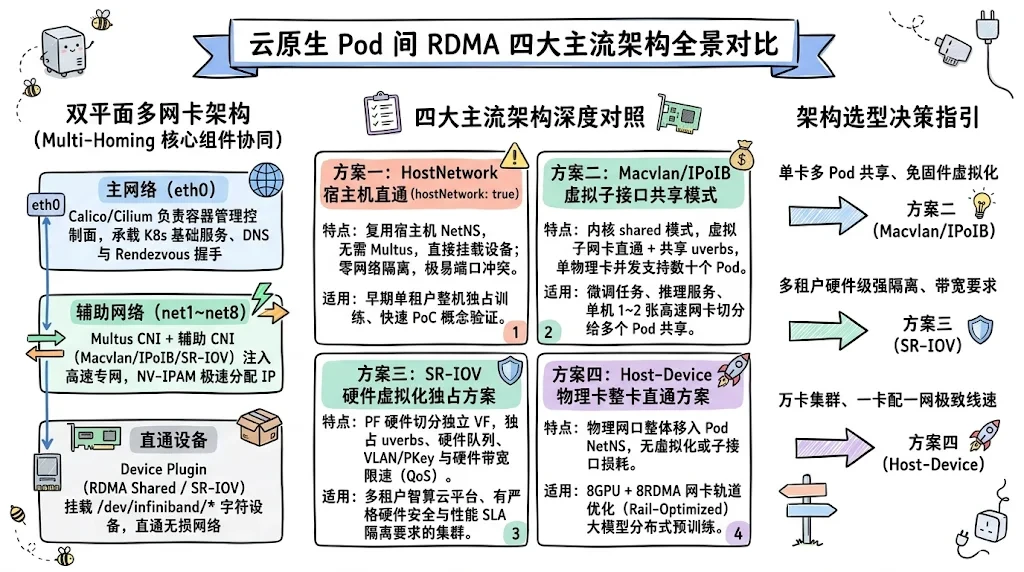 云原生 Pod 间 RDMA 四大主流架构全景对比
双平面多网卡架构
(Multi-Homing 核心组件协同)
eth0
主网络 (eth0)
Calico/Cilium 负责容器管理控
制面，承载 K8s 基础服务、DNS
与 Rendezvous 握手
辅助网络 (net1~net8)
Multus CNI + 辅助 CNI
(Macvlan/IPoIB/SR-IOV) 注入
高速专网，NV-IPAM 极速分配 IP
直通设备
Device Plugin
(RDMA Shared / SR-IOV)
挂载 /dev/infiniband/* 字符设
备，直通无损网络
四大主流架构深度对照
方案一：HostNetwork
宿主机直通 (hostNetwork: true)
特点：复用宿主机 NetNS，
无需 Multus，直接挂载设备；
零网络隔离，极易端口冲突。
适用：早期单租户整机独占训
练、快速 PoC 概念验证。
1
方案二：Macvlan/IPoIB
虚拟子接口共享模式
特点：内核 shared 模式，虚拟
子网卡直通 + 共享 uverbs，
单物理卡并发支持数十个 Pod。
适用：微调任务、推理服务、
单机 1~2 张高速网卡切分
给多个 Pod 共享。
2
方案三：SR-IOV
硬件虚拟化独占方案
特点：PF 硬件切分独立 VF，独
占 uverbs、硬件队列、
VLAN/PKey 与硬件带宽
限速（QoS）。
适用：多租户智算云平台、有严
格硬件安全与性能 SLA
隔离要求的集群。
3
方案四：Host-Device
物理卡整卡直通方案
特点：物理网口整体移入 Pod
NetNS，无虚拟化或子接
口损耗。
适用：8GPU + 8RDMA 网卡轨道
优化（Rail-Optimized）
大模型分布式预训练。
4
架构选型决策指引
单卡多 Pod 共享、免固件虚拟化
方案二
(Macvlan/IPoIB)
多租户硬件级强隔离、带宽要求
方案三
(SR-IOV)
万卡集群、一卡配一网极致线速
方案四
(Host-Device)